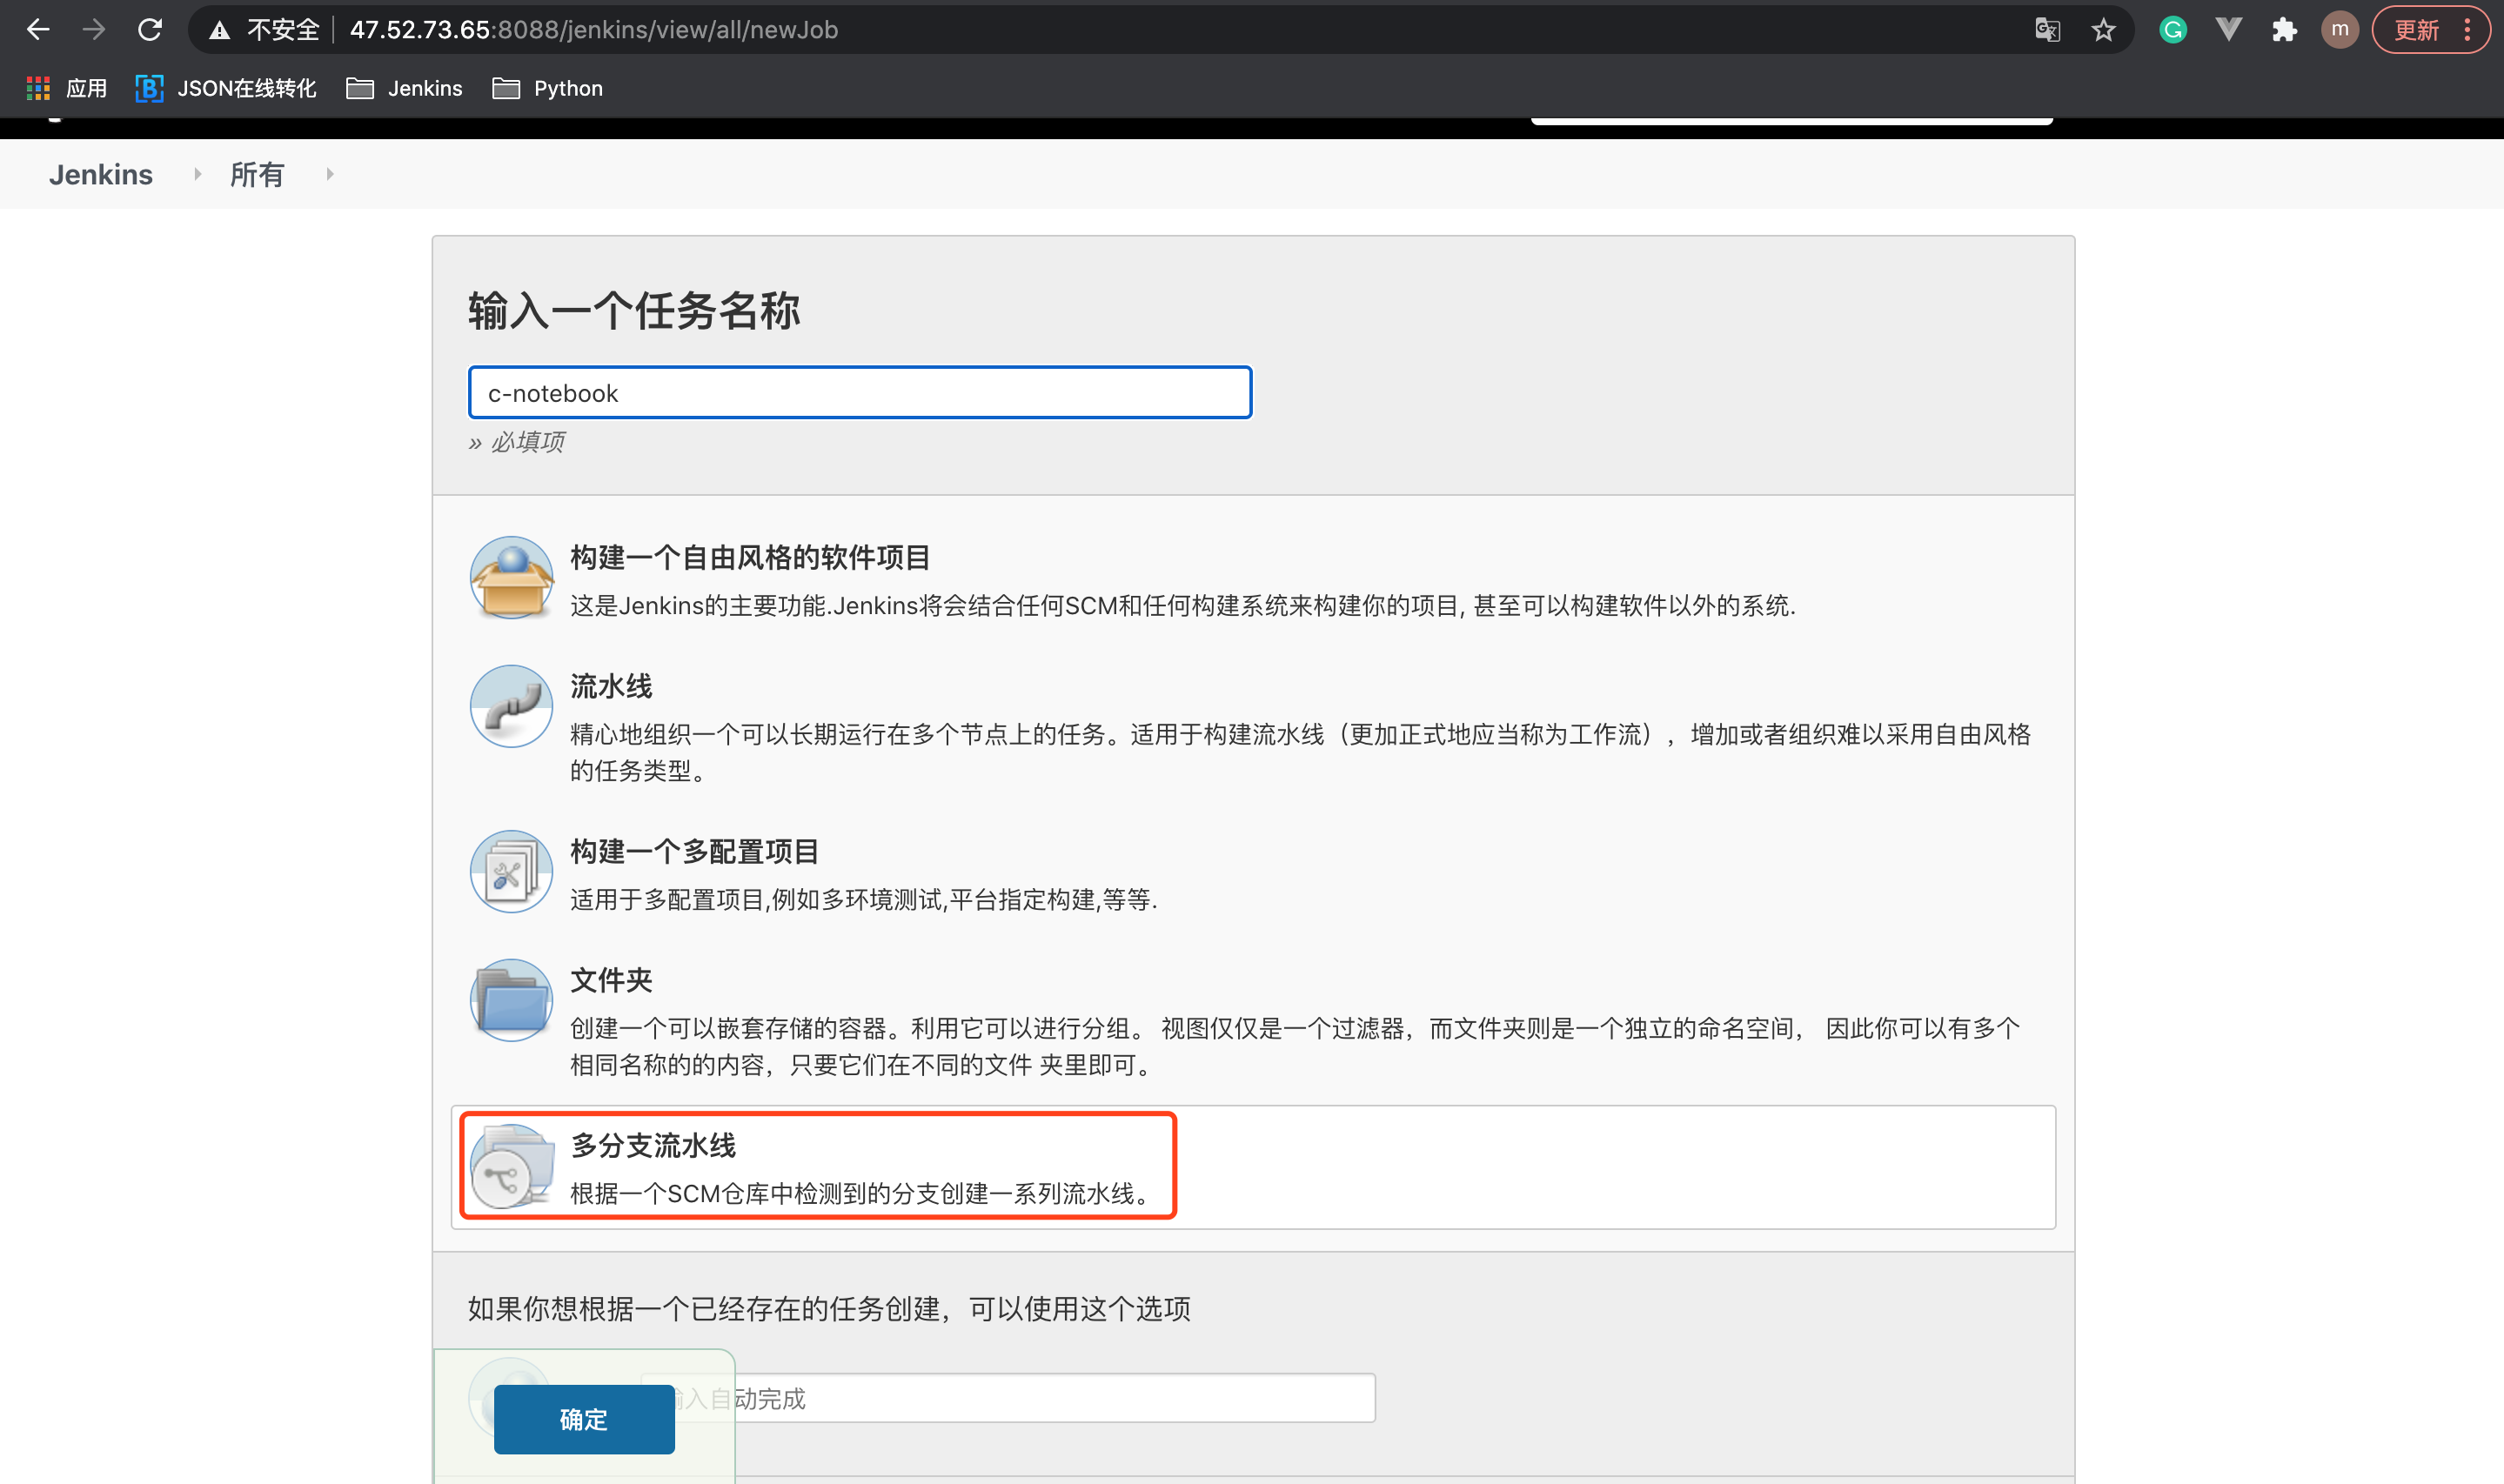 不安全 47.52.73.65:8088/jenkins/view/all/newJob
m
更新
应用 JSON在线转化 Jenkins Python
Jenkins 所有
输入一个任务名称
c-notebook
» 必填项
构建一个自由风格的软件项目
这是Jenkins的主要功能.Jenkins将会结合任何SCM和任何构建系统来构建你的项目, 甚至可以构建软件以外的系统.
流水线
精心地组织一个可以长期运行在多个节点上的任务。适用于构建流水线（更加正式地应当称为工作流），增加或者组织难以采用自由风格
的任务类型。
构建一个多配置项目
适用于多配置项目,例如多环境测试,平台指定构建,等等.
文件夹
创建一个可以嵌套存储的容器。利用它可以进行分组。 视图仅仅是一个过滤器，而文件夹则是一个独立的命名空间， 因此你可以有多个
相同名称的的内容，只要它们在不同的文件 夹里即可。
多分支流水线
根据一个SCM仓库中检测到的分支创建一系列流水线。
如果你想根据一个已经存在的任务创建，可以使用这个选项
输入自动完成
确定